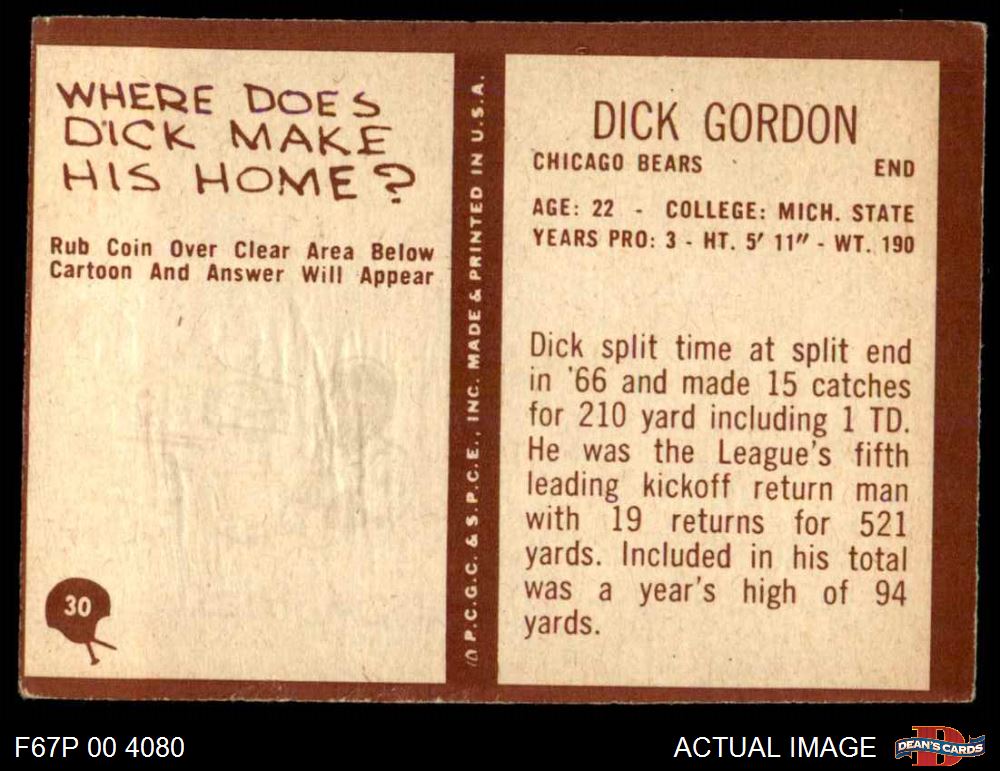 WHERE DOES
DICK MAKE
HIS HOME?
Rub Coin Over Clear Area Below
Cartoon And Answer Will Appear
30
P.C.G.C. & S.P.C.E., INC. MADE & PRINTED IN U.S.A.
DICK GORDON
CHICAGO BEARS END
AGE: 22 - COLLEGE: MICH. STATE
YEARS PRO: 3 - HT. 5' 11" - WT. 190
Dick split time at split end
in '66 and made 15 catches
for 210 yard including 1 TD.
He was the League's fifth
leading kickoff return man
with 19 returns for 521
yards. Included in his total
was a year's high of 94
yards.
F67P 00 4080
ACTUAL IMAGE
D
DEAN'S CARDS